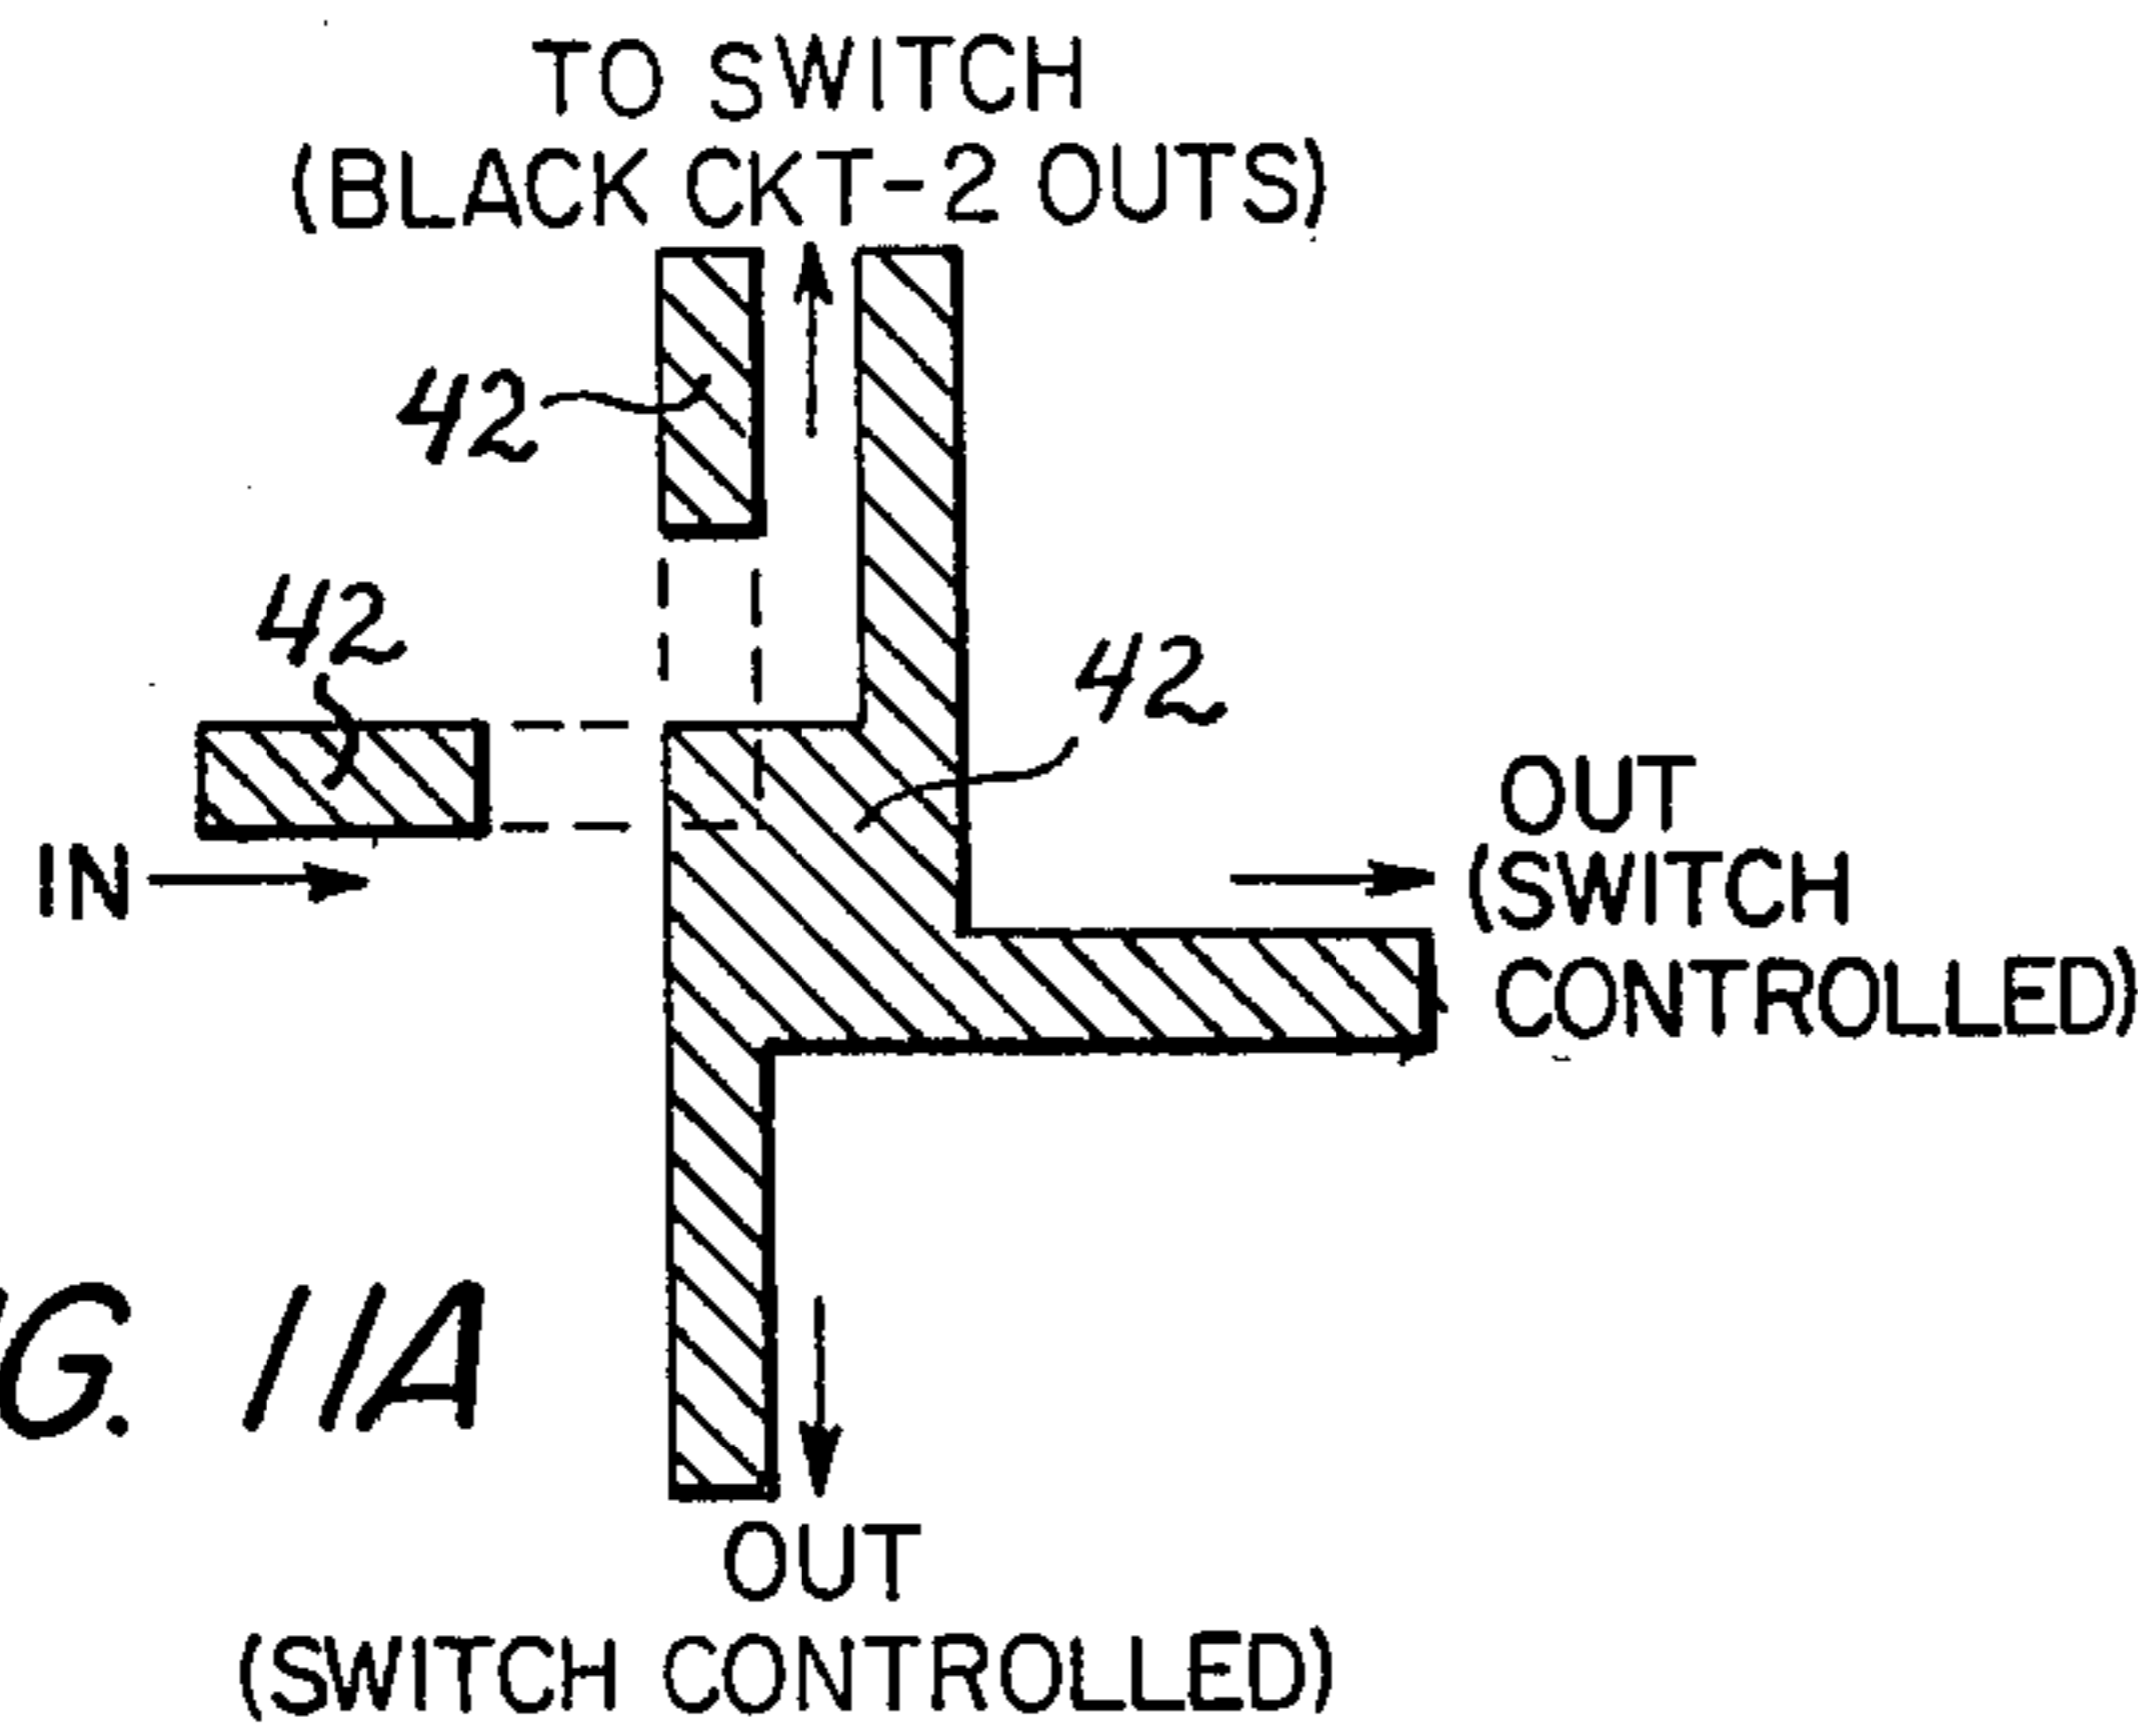 TO SWITCH
(BLACK CKT-2 OUTS)
42
42
42
IN
OUT
(SWITCH
CONTROLLED)
G. 11A
OUT
(SWITCH CONTROLLED)